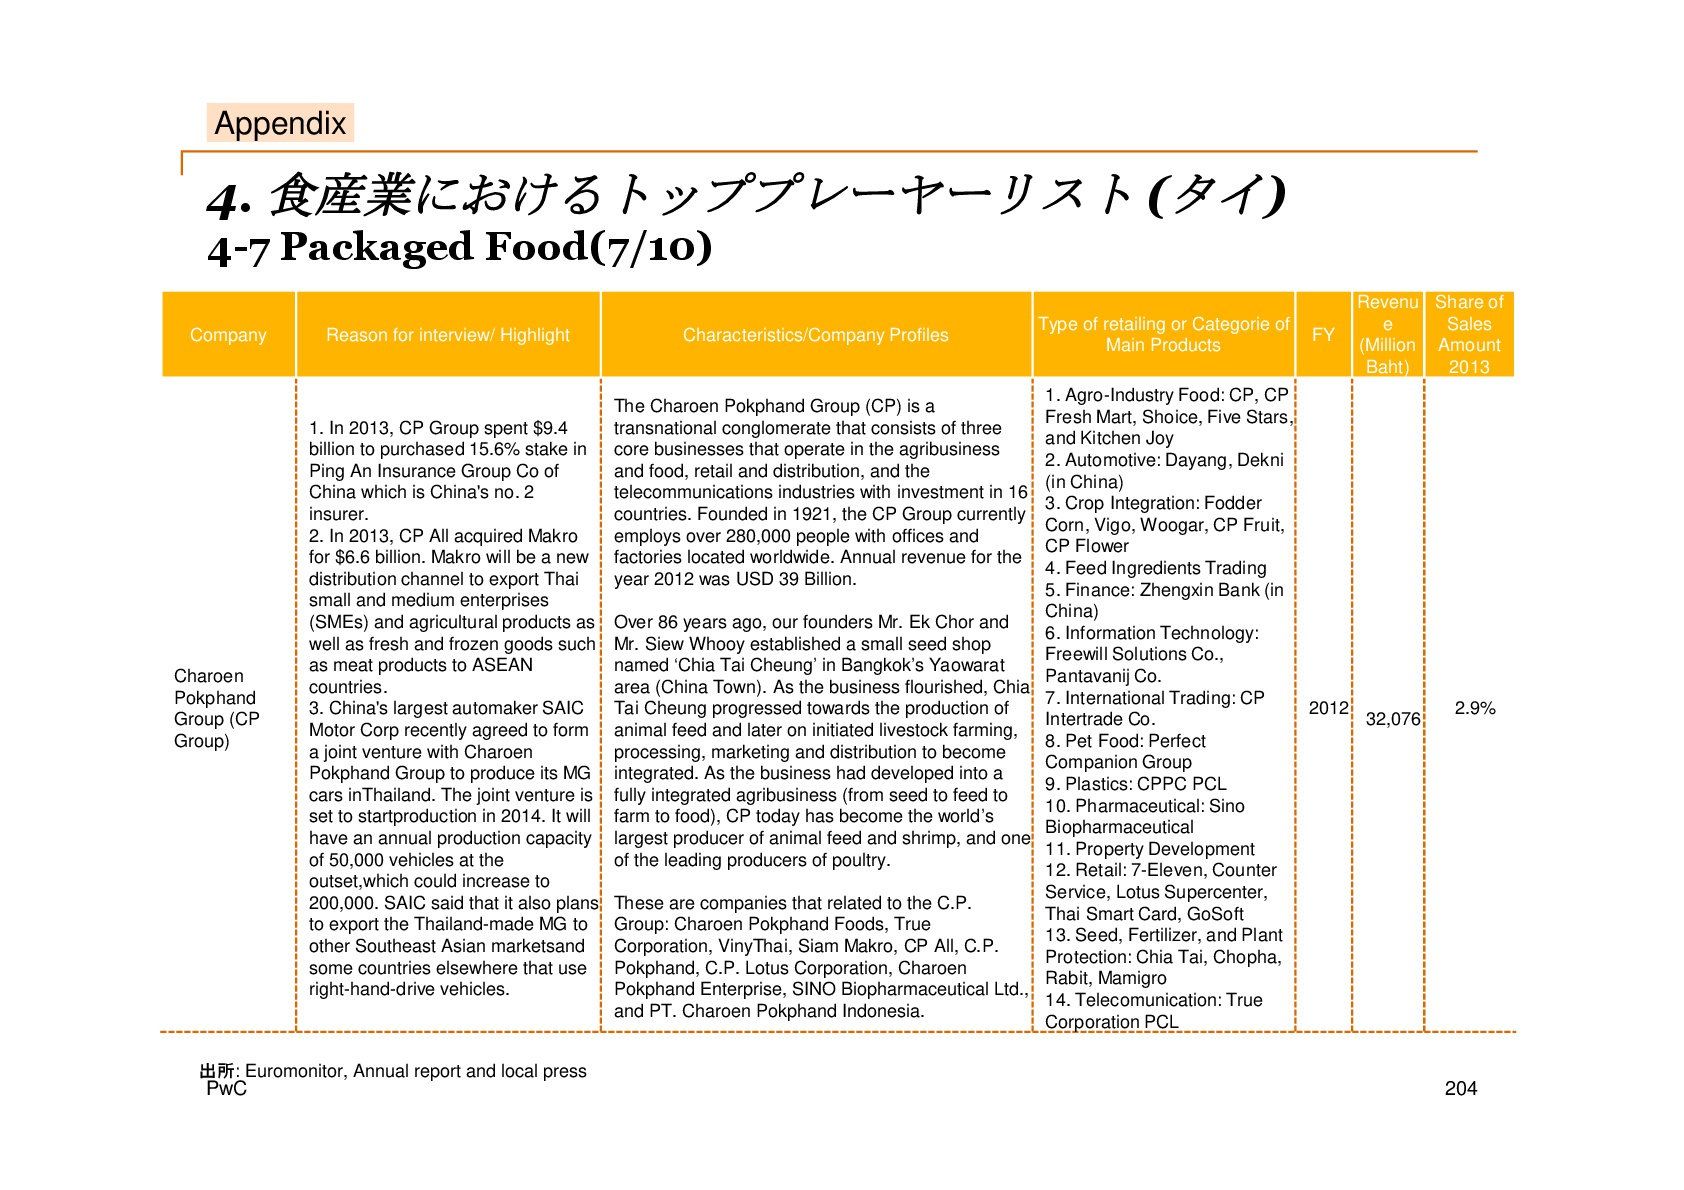 Appendix
4. 食産業におけるトッププレーヤーリスト(タイ)
4-7 Packaged Food(7/10)
Company
Reason for interview/ Highlight
Characteristics/Company Profiles
Type of retailing or Categorie of
Main Products
FY
Revenu
e
(Million
Baht)
Share of
Sales
Amount
2013
Charoen
Pokphand
Group (CP
Group)
1. In 2013, CP Group spent $9.4
billion to purchased 15.6% stake in
Ping An Insurance Group Co of
China which is China's no. 2
insurer.
2. In 2013, CP All acquired Makro
for $6.6 billion. Makro will be a new
distribution channel to export Thai
small and medium enterprises
(SMEs) and agricultural products as
well as fresh and frozen goods such
as meat products to ASEAN
countries.
3. China's largest automaker SAIC
Motor Corp recently agreed to form
a joint venture with Charoen
Pokphand Group to produce its MG
cars inThailand. The joint venture is
set to startproduction in 2014. It will
have an annual production capacity
of 50,000 vehicles at the
outset,which could increase to
200,000. SAIC said that it also plans
to export the Thailand-made MG to
other Southeast Asian marketsand
some countries elsewhere that use
right-hand-drive vehicles.
The Charoen Pokphand Group (CP) is a
transnational conglomerate that consists of three
core businesses that operate in the agribusiness
and food, retail and distribution, and the
telecommunications industries with investment in 16
countries. Founded in 1921, the CP Group currently
employs over 280,000 people with offices and
factories located worldwide. Annual revenue for the
year 2012 was USD 39 Billion.
Over 86 years ago, our founders Mr. Ek Chor and
Mr. Siew Whooy established a small seed shop
named ‘Chia Tai Cheung’ in Bangkok’s Yaowarat
area (China Town). As the business flourished, Chia
Tai Cheung progressed towards the production of
animal feed and later on initiated livestock farming,
processing, marketing and distribution to become
integrated. As the business had developed into a
fully integrated agribusiness (from seed to feed to
farm to food), CP today has become the world’s
largest producer of animal feed and shrimp, and one
of the leading producers of poultry.
These are companies that related to the C.P.
Group: Charoen Pokphand Foods, True
Corporation, VinyThai, Siam Makro, CP All, C.P.
Pokphand, C.P. Lotus Corporation, Charoen
Pokphand Enterprise, SINO Biopharmaceutical Ltd.,
and PT. Charoen Pokphand Indonesia.
1. Agro-Industry Food: CP, CP
Fresh Mart, Shoice, Five Stars,
and Kitchen Joy
2. Automotive: Dayang, Dekni
(in China)
3. Crop Integration: Fodder
Corn, Vigo, Woogar, CP Fruit,
CP Flower
4. Feed Ingredients Trading
5. Finance: Zhengxin Bank (in
China)
6. Information Technology:
Freewill Solutions Co.,
Pantavanij Co.
7. International Trading: CP
Intertrade Co.
8. Pet Food: Perfect
Companion Group
9. Plastics: CPPC PCL
10. Pharmaceutical: Sino
Biopharmaceutical
11. Property Development
12. Retail: 7-Eleven, Counter
Service, Lotus Supercenter,
Thai Smart Card, GoSoft
13. Seed, Fertilizer, and Plant
Protection: Chia Tai, Chopha,
Rabit, Mamigro
14. Telecomunication: True
Corporation PCL
2012
32,076
2.9%
出所: Euromonitor, Annual report and local press
PwC
204